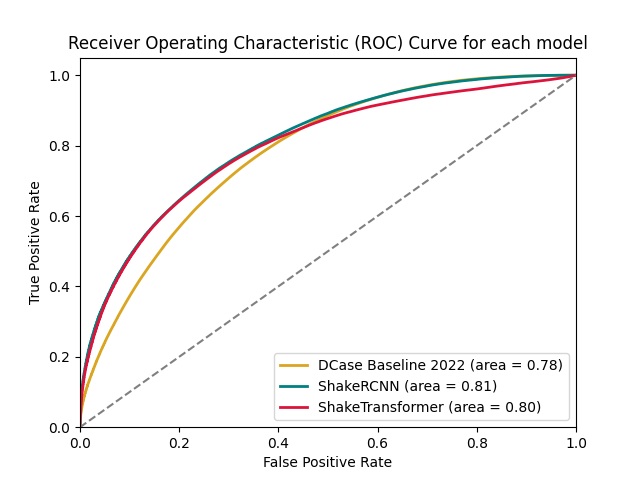 Receiver Operating Characteristic (ROC) Curve for each model
1.0
0.8
0.6
0.4
0.2
0.0
True Positive Rate
DCase Baseline 2022 (area = 0.78)
ShakeRCNN (area = 0.81)
ShakeTransformer (area = 0.80)
0.0 0.2 0.4 0.6 0.8 1.0
False Positive Rate